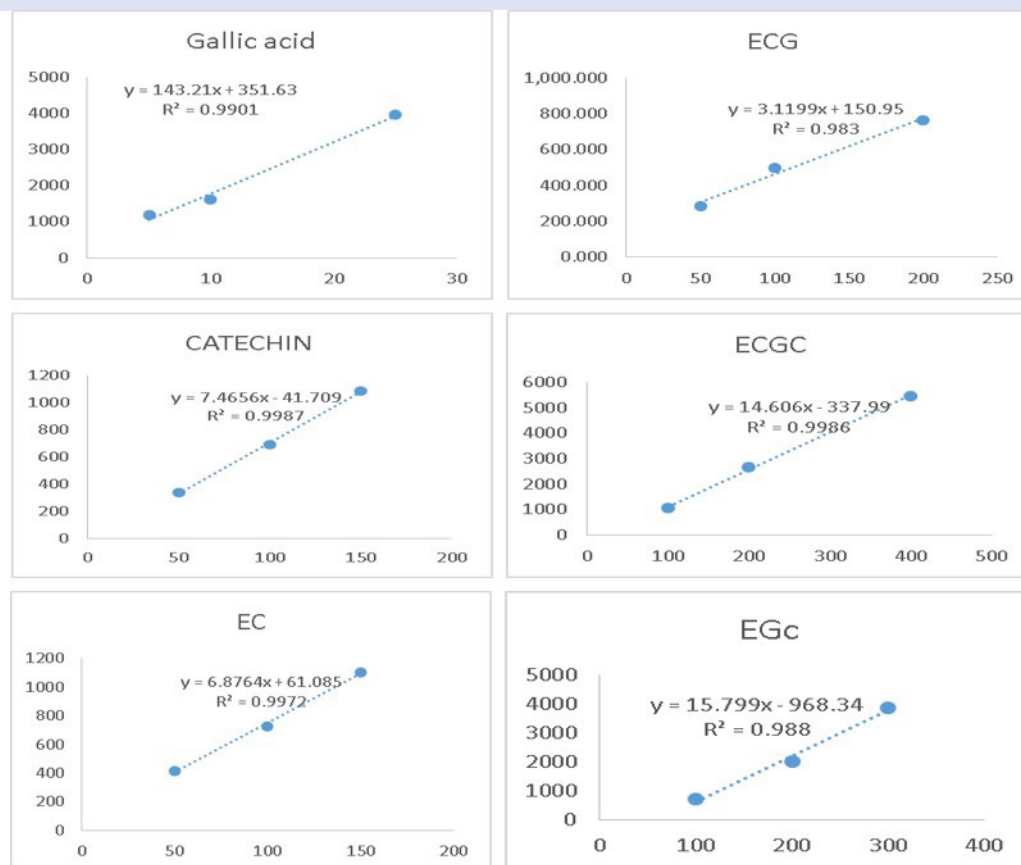 Gallic acid
y = 143.21x + 351.63
R² = 0.9901
5000
4000
3000
2000
1000
0
0 10 20 30
ECG
y = 3.1199x + 150.95
R² = 0.983
1,000.000
800.000
600.000
400.000
200.000
0.000
0 50 100 150 200 250
CATECHIN
y = 7.4656x - 41.709
R² = 0.9987
1200
1000
800
600
400
200
0
0 50 100 150 200
ECGC
y = 14.606x - 337.99
R² = 0.9986
6000
5000
4000
3000
2000
1000
0
0 100 200 300 400 500
EC
y = 6.8764x + 61.085
R² = 0.9972
1200
1000
800
600
400
200
0
0 50 100 150 200
EGc
y = 15.799x - 968.34
R² = 0.988
5000
4000
3000
2000
1000
0
0 100 200 300 400